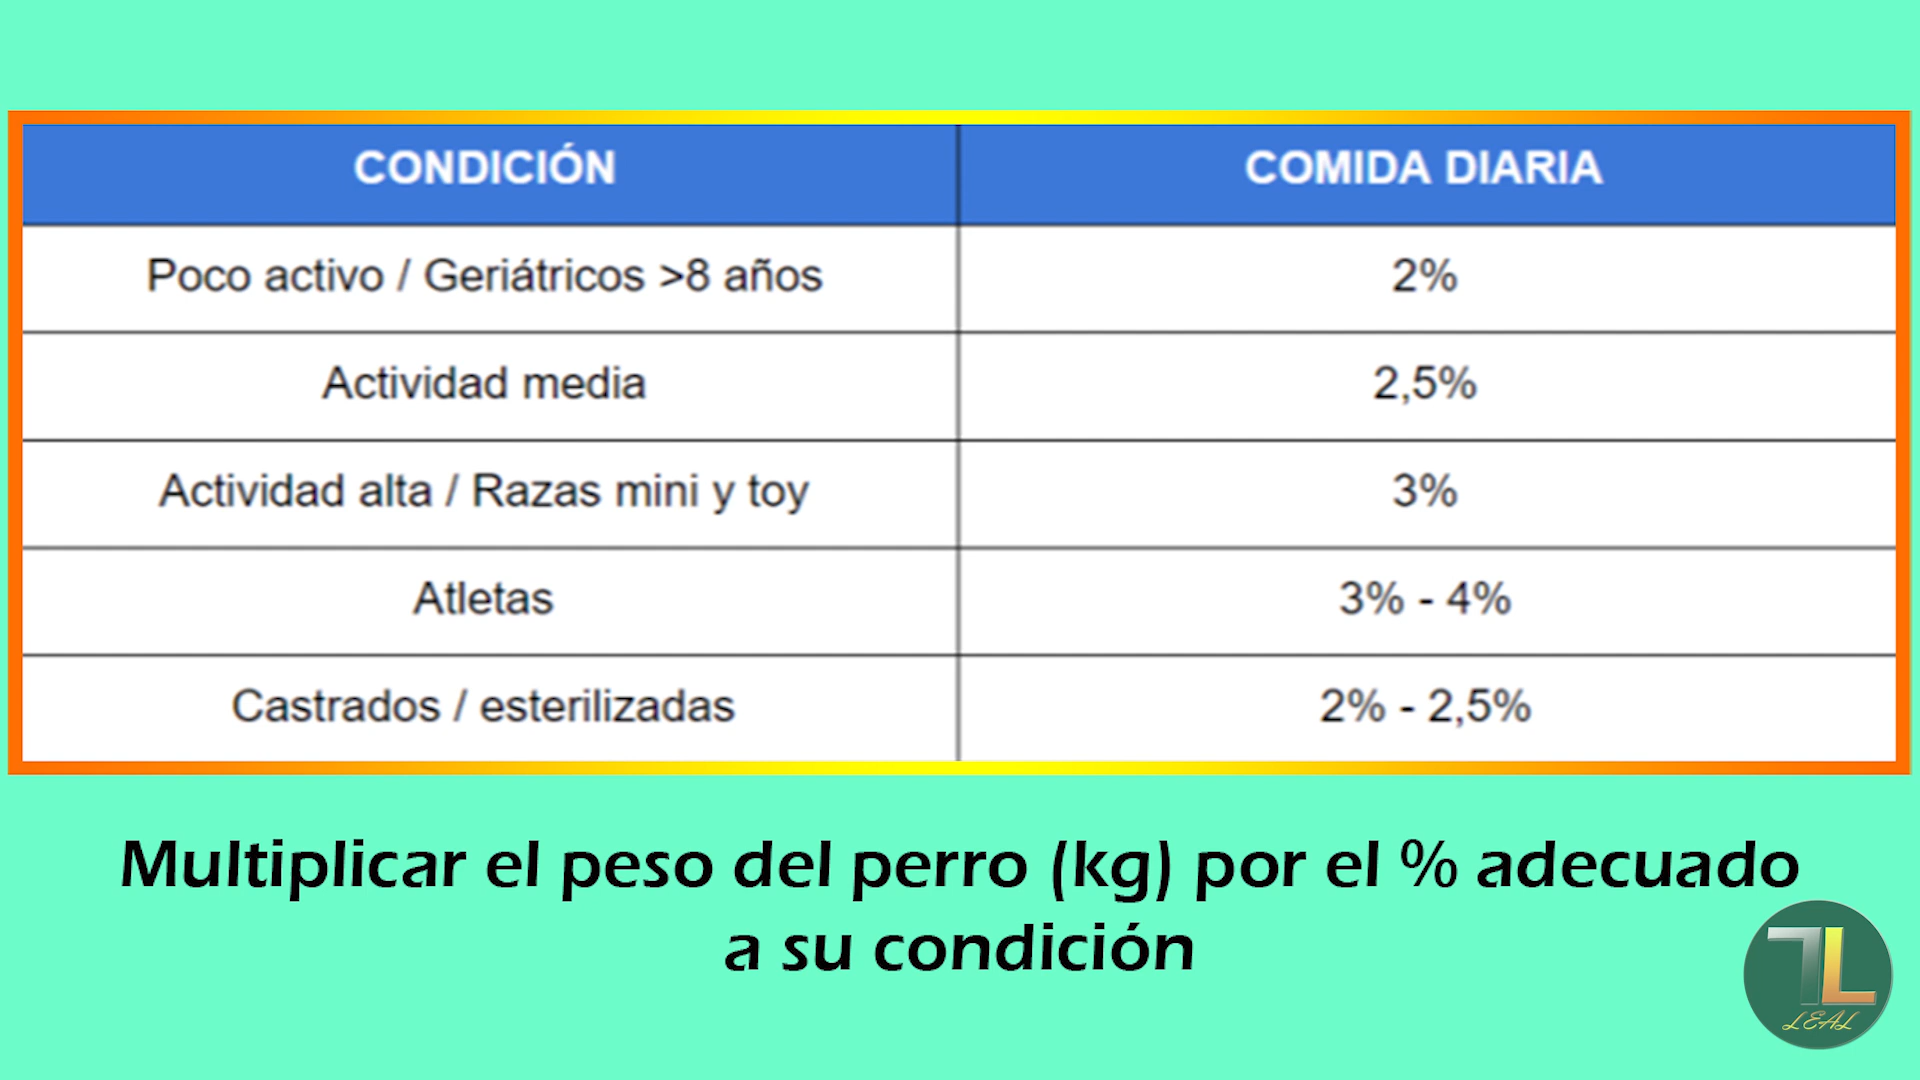 CONDICIÓN COMIDA DIARIA
Poco activo / Geriátricos >8 años 2%
Actividad media 2,5%
Actividad alta / Razas mini y toy 3%
Atletas 3% - 4%
Castrados / esterilizadas 2% - 2,5%
Multiplicar el peso del perro (kg) por el % adecuado
a su condición
TL
LEAL